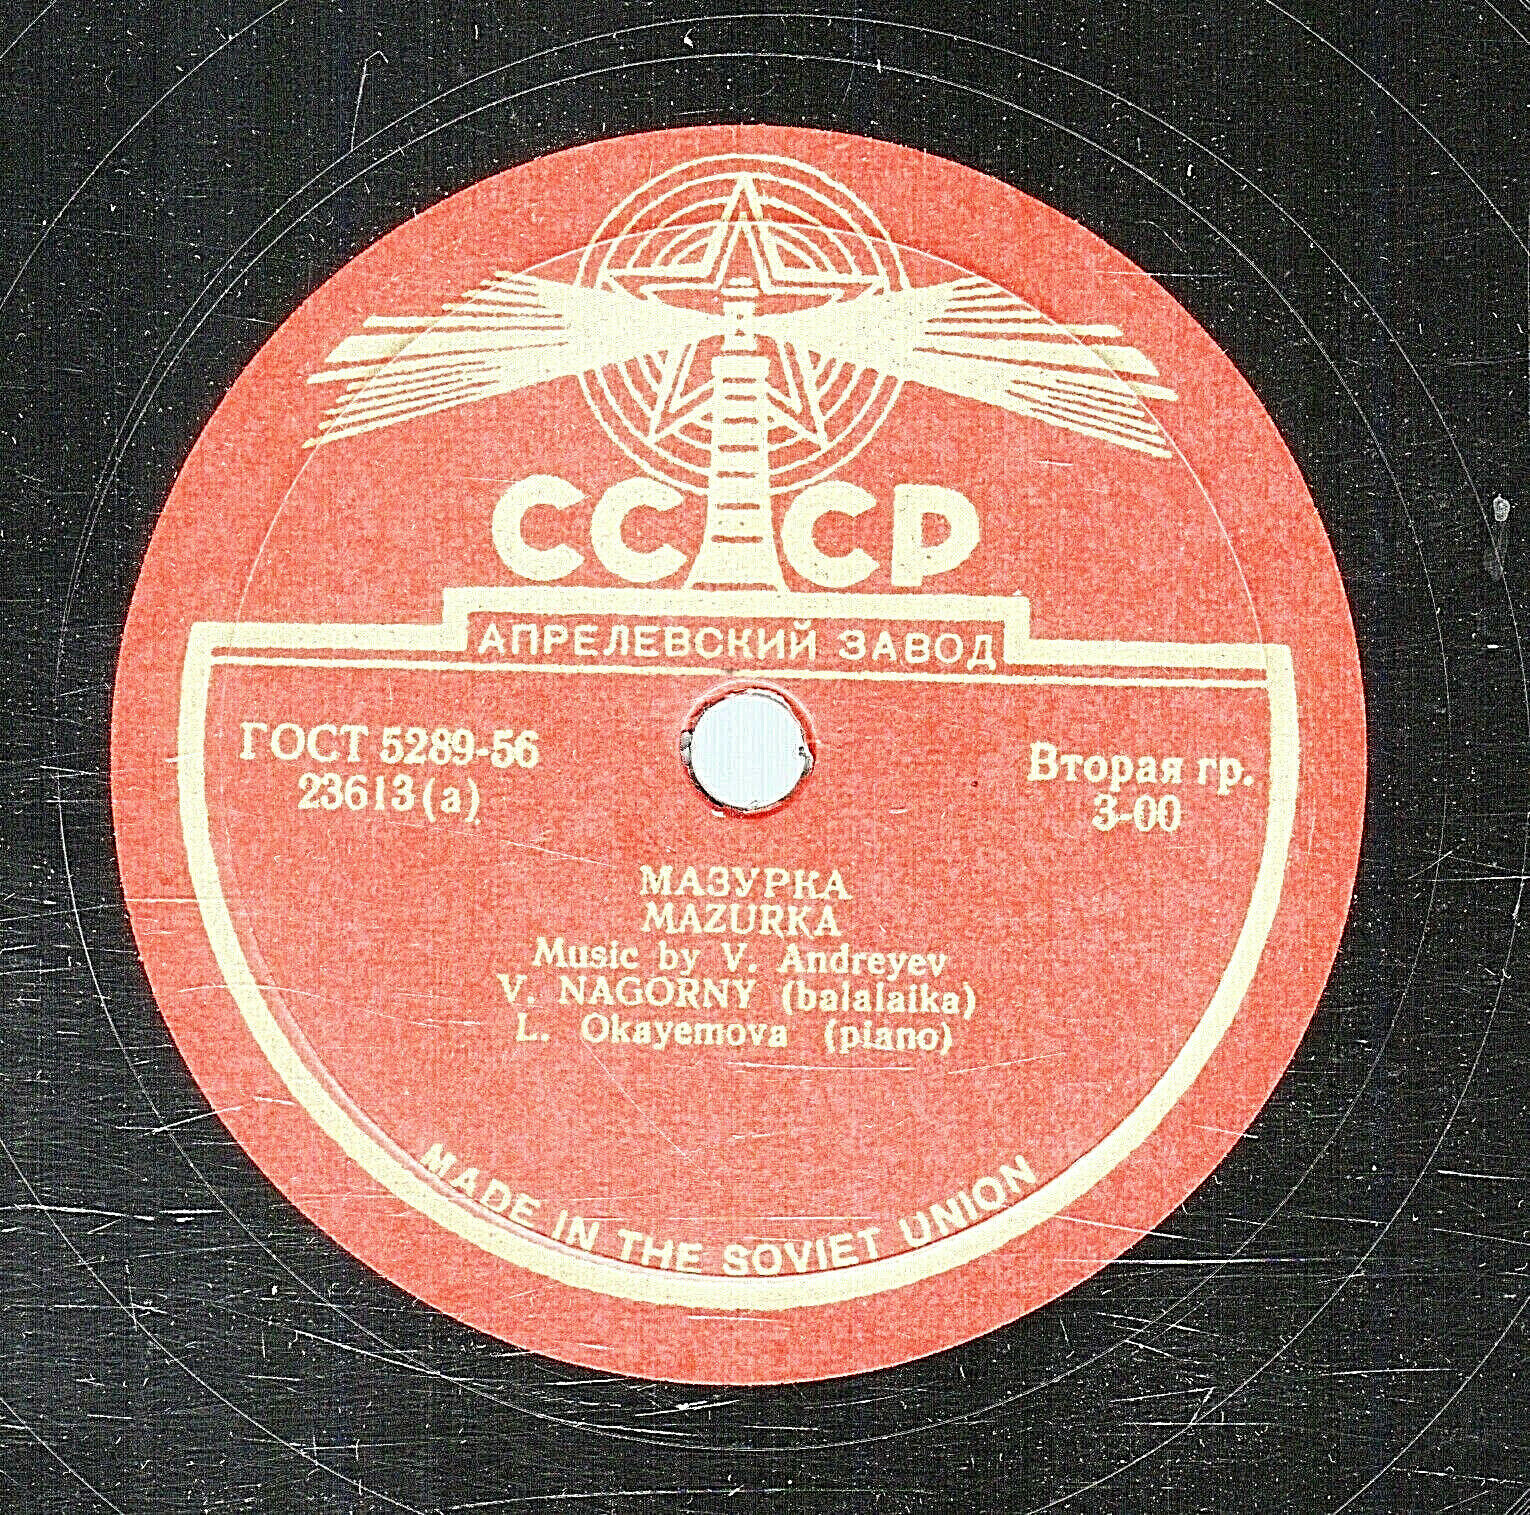 СССР
АПРЕЛЕВСКИЙ ЗАВОД
ГОСТ 5289-56
23613 (а)
Вторая гр.
3-00
МАЗУРКА
MAZURKA
Music by V. Andreyev
V. NAGORNY (balalaika)
L. Okayemova (piano)
MADE IN THE SOVIET UNION